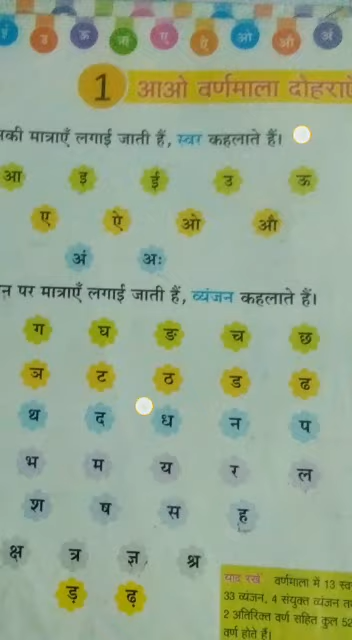 ई उ ऊ ऋ ए ऐ ओ औ अं
1 आओ वर्णमाला दोहराएँ
मात्राएँ लगाई जाती हैं, स्वर कहलाते हैं।
आ इ ई उ ऊ
ए ऐ ओ औ
अं अः
पर मात्राएँ लगाई जाती हैं, व्यंजन कहलाते हैं।
ग घ ङ च छ
ञ ट ठ ड ढ
थ द ध न प
भ म य र ल
श ष स ह
क्ष त्र ज्ञ श्र
ड़ ढ़
याद रखें वर्णमाला में 13
33 व्यंजन, 4 संयुक्त व्यंजन
2 अतिरिक्त वर्ण सहित कुल 52
वर्ण होते हैं।